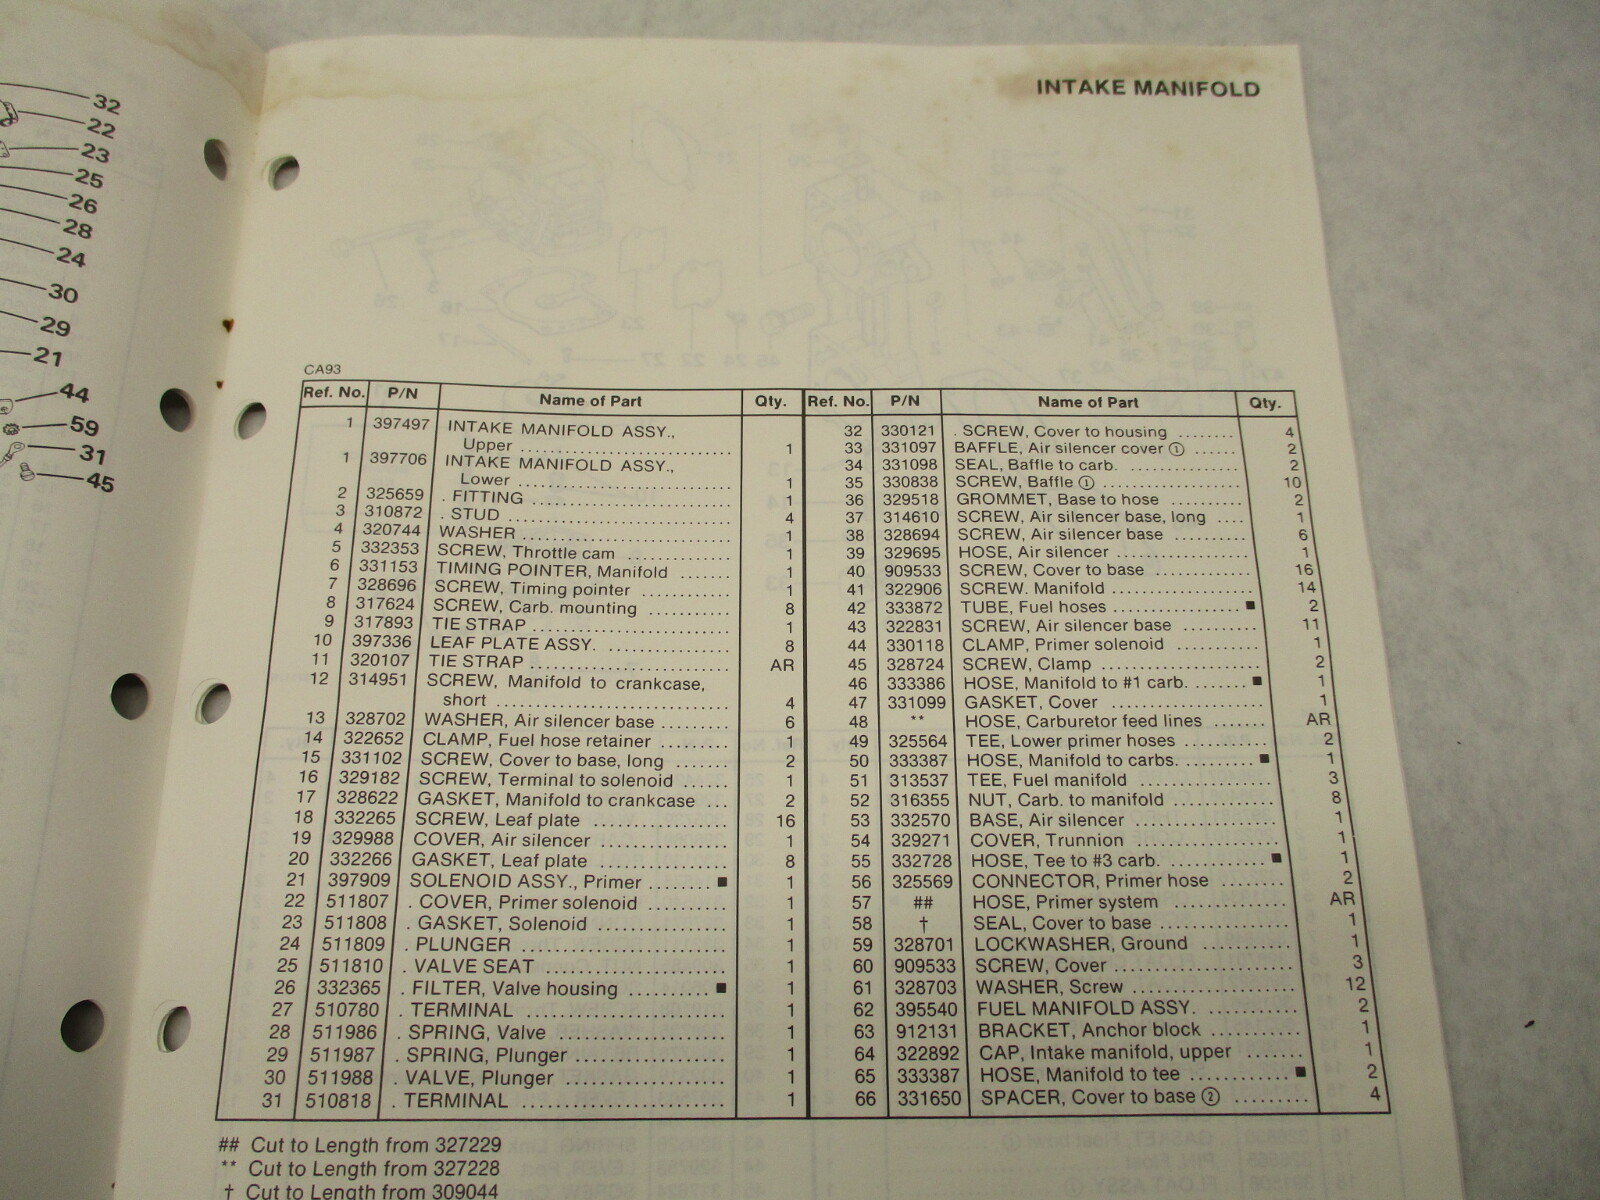 32
22
23
25
26
28
24
30
29
21
44
59
31
45
INTAKE MANIFOLD
CA93
Ref. No. P/N Name of Part Qty.
1 397497 INTAKE MANIFOLD ASSY.,
Upper ........ 1
1 397706 INTAKE MANIFOLD ASSY.,
Lower ........ 1
2 325659 . FITTING ........ 1
3 310872 . STUD ........ 4
4 320744 WASHER ........ 1
5 332353 SCREW, Throttle cam ........ 1
6 331153 TIMING POINTER, Manifold ....... 1
7 328696 SCREW, Timing pointer ........ 1
8 317624 SCREW, Carb. mounting ........ 8
9 317893 TIE STRAP ........ 1
10 397336 LEAF PLATE ASSY. ........ 8
11 320107 TIE STRAP ........ AR
12 314951 SCREW, Manifold to crankcase,
short ........ 4
13 328702 WASHER, Air silencer base ........ 6
14 322652 CLAMP, Fuel hose retainer ........ 1
15 331102 SCREW, Cover to base, long ....... 2
16 329182 SCREW, Terminal to solenoid ...... 1
17 328622 GASKET, Manifold to crankcase ... 2
18 332265 SCREW, Leaf plate ........ 16
19 329988 COVER, Air silencer ........ 1
20 332266 GASKET, Leaf plate ........ 8
21 397909 SOLENOID ASSY., Primer ........ ■ 1
22 511807 . COVER, Primer solenoid ........ 1
23 511808 . GASKET, Solenoid ........ 1
24 511809 . PLUNGER ........ 1
25 511810 . VALVE SEAT ........ 1
26 332365 . FILTER, Valve housing ........ ■ 1
27 510780 . TERMINAL ........ 1
28 511986 . SPRING, Valve ........ 1
29 511987 . SPRING, Plunger ........ 1
30 511988 . VALVE, Plunger ........ 1
31 510818 . TERMINAL ........ 1
Ref. No. P/N Name of Part Qty.
32 330121 . SCREW, Cover to housing ........ 4
33 331097 BAFFLE, Air silencer cover ① ...... 2
34 331098 SEAL, Baffle to carb. ........ 2
35 330838 SCREW, Baffle ① ........ 10
36 329518 GROMMET, Base to hose ........ 2
37 314610 SCREW, Air silencer base, long .... 1
38 328694 SCREW, Air silencer base ........ 6
39 329695 HOSE, Air silencer ........ 1
40 909533 SCREW, Cover to base ........ 16
41 322906 SCREW. Manifold ........ 14
42 333872 TUBE, Fuel hoses ........ ■ 2
43 322831 SCREW, Air silencer base ........ 11
44 330118 CLAMP, Primer solenoid ........ 1
45 328724 SCREW, Clamp ........ 2
46 333386 HOSE, Manifold to #1 carb. ....... ■ 1
47 331099 GASKET, Cover ........ 1
48 ** HOSE, Carburetor feed lines ....... AR
49 325564 TEE, Lower primer hoses ........ 2
50 333387 HOSE, Manifold to carbs. ........ ■ 1
51 313537 TEE, Fuel manifold ........ 3
52 316355 NUT, Carb. to manifold ........ 8
53 332570 BASE, Air silencer ........ 1
54 329271 COVER, Trunnion ........ 1
55 332728 HOSE, Tee to #3 carb. ........ ■ 1
56 325569 CONNECTOR, Primer hose ........ 2
57 ## HOSE, Primer system ........ AR
58 † SEAL, Cover to base ........ 1
59 328701 LOCKWASHER, Ground ........ 1
60 909533 SCREW, Cover ........ 3
61 328703 WASHER, Screw ........ 12
62 395540 FUEL MANIFOLD ASSY. ........ 2
63 912131 BRACKET, Anchor block ........ 1
64 322892 CAP, Intake manifold, upper ....... 1
65 333387 HOSE, Manifold to tee ........ ■ 2
66 331650 SPACER, Cover to base ② ........ 4
## Cut to Length from 327229
** Cut to Length from 327228
† Cut to Length from 309044